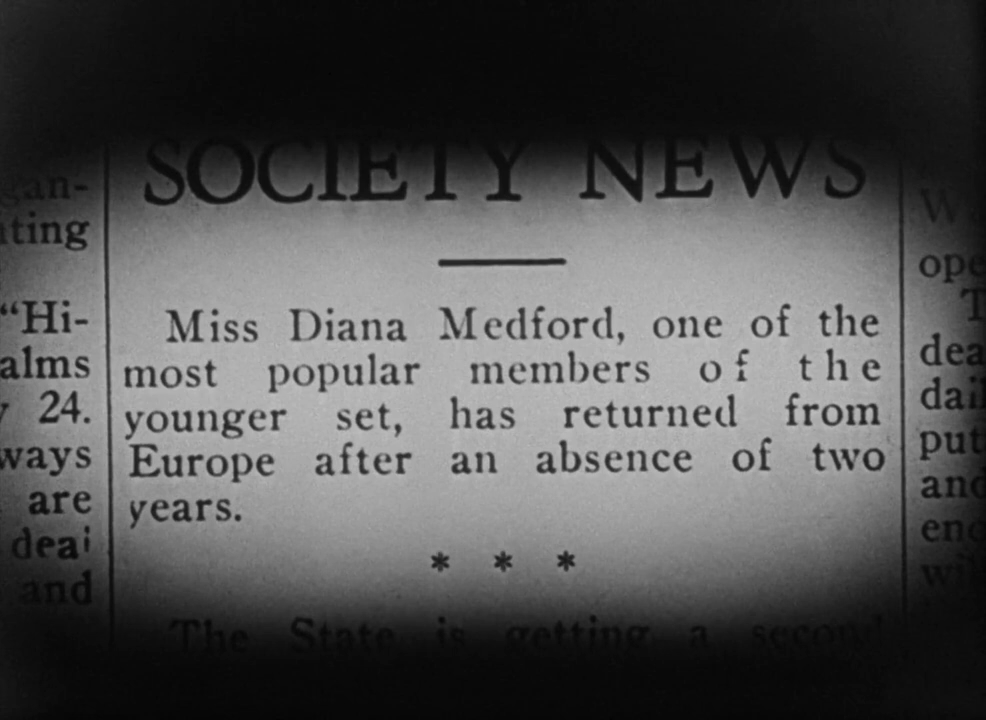 SOCIETY NEWS
Miss Diana Medford, one of the
most popular members of the
younger set, has returned from
Europe after an absence of two
years.
* * *
The State is getting a second
ting
"Hi-
alms
24.
ways
are
and
ope
dea
dai
put
and